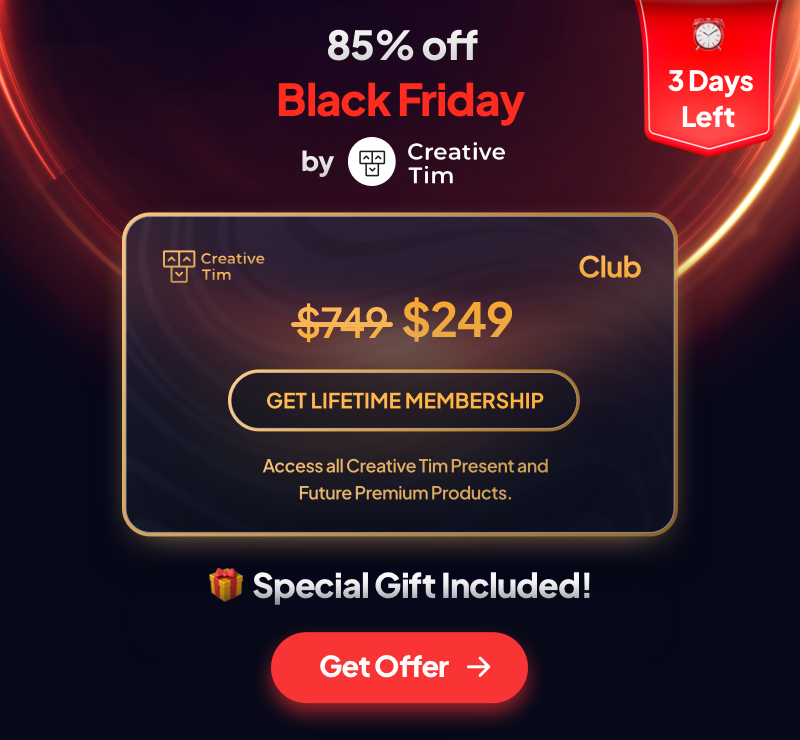 85% off
Black Friday
by Creative
Tim
3 Days
Left
Creative
Tim
Club
$749 $249
GET LIFETIME MEMBERSHIP
Access all Creative Tim Present and
Future Premium Products.
Special Gift Included!
Get Offer →